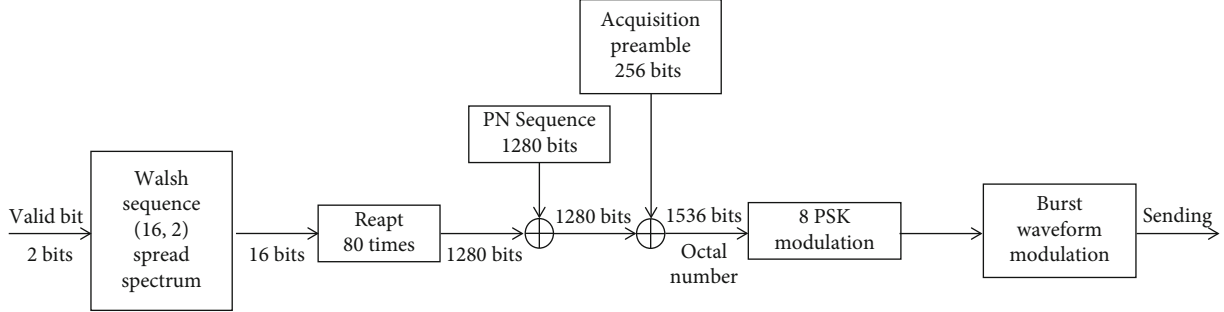 Valid bit
2 bits
Walsh
sequence
(16, 2)
spread
spectrum
16 bits
Reapt
80 times
1280 bits
PN Sequence
1280 bits
1280 bits
Acquisition
preamble
256 bits
1536 bits
Octal
number
8 PSK
modulation
Burst
waveform
modulation
Sending